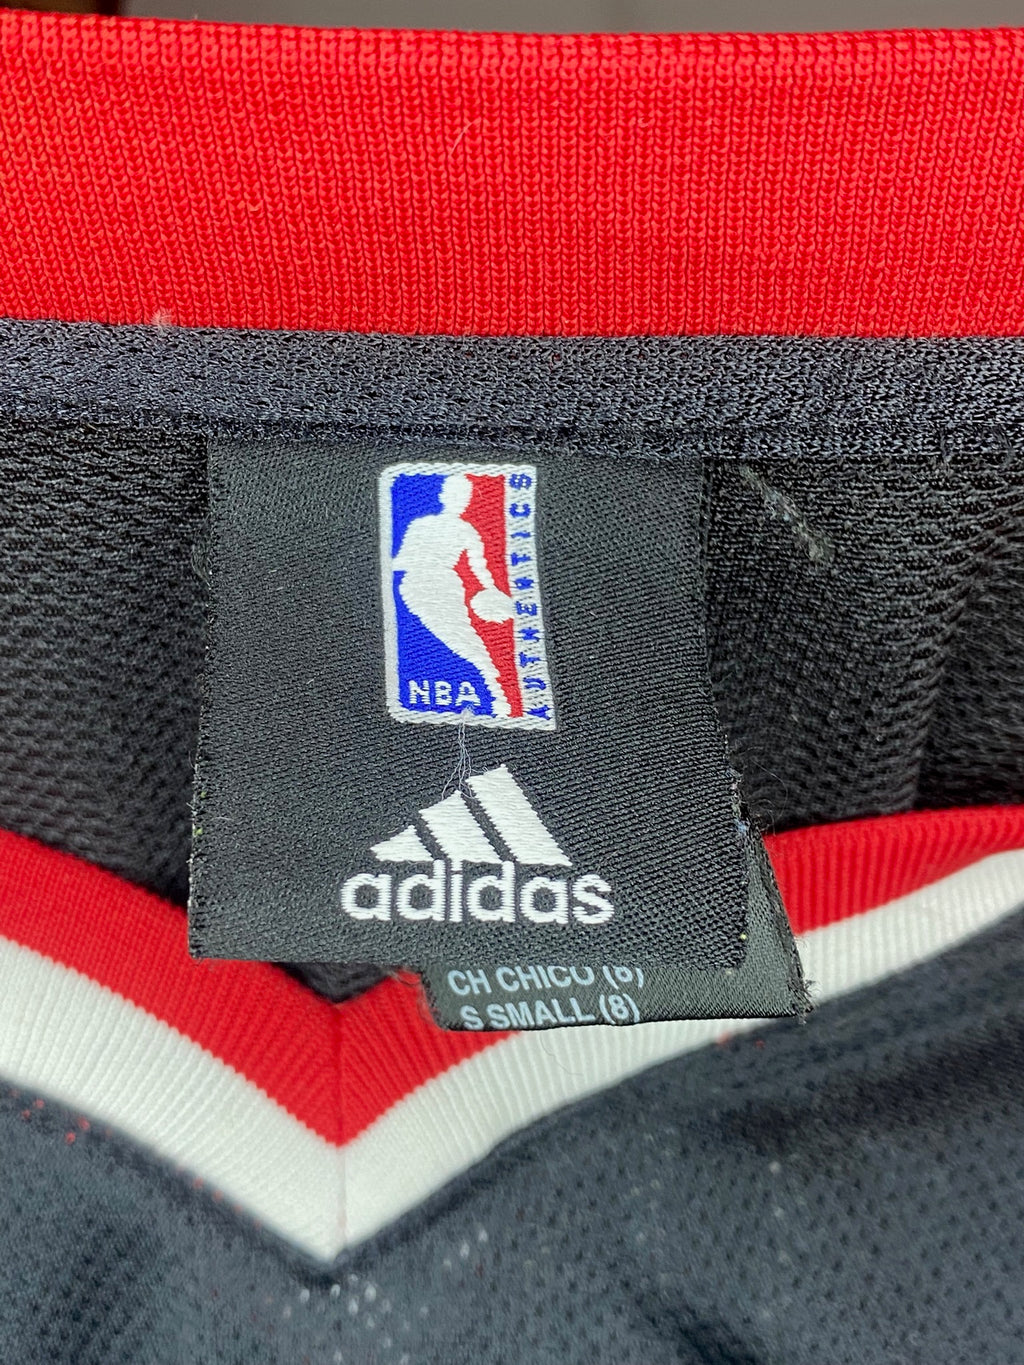 NBA
AUTHENTICS
adidas
CH CHICO (8)
S SMALL (8)